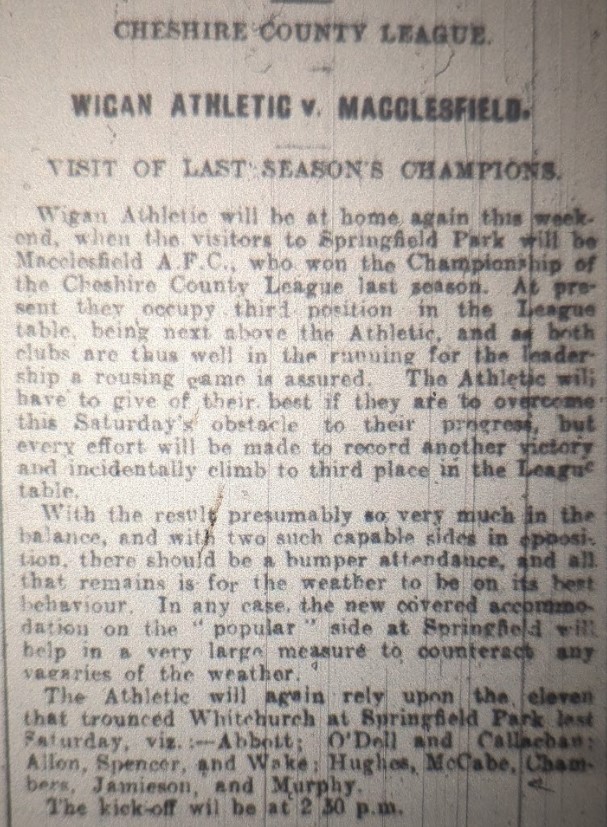 CHESHIRE COUNTY LEAGUE.
WIGAN ATHLETIC v. MACCLESFIELD.
VISIT OF LAST SEASON'S CHAMPIONS.
Wigan Athletic will be at home again this week-
end, when the visitors to Springfield Park will be
Macclesfield A.F.C., who won the Championship of
the Cheshire County League last season. At pre-
sent they occupy third position in the League
table, being next above the Athletic, and as both
clubs are thus well in the running for the leader-
ship a rousing game is assured. The Athletic will
have to give of their best if they are to overcome
this Saturday's obstacle to their progress, but
every effort will be made to record another victory
and incidentally climb to third place in the League
table.
With the result presumably so very much in the
balance, and with two such capable sides in opposi-
tion, there should be a bumper attendance, and all
that remains is for the weather to be on its best
behaviour. In any case, the new covered accommo-
dation on the "popular" side at Springfield will
help in a very large measure to counteract any
vagaries of the weather.
The Athletic will again rely upon the eleven
that trounced Whitchurch at Springfield Park last
Saturday, viz.:—Abbott; O'Dell and Callaghan;
Allon, Spencer, and Wake; Hughes, McCabe, Cham-
bers, Jamieson, and Murphy.
The kick-off wil be at 2 30 p.m.